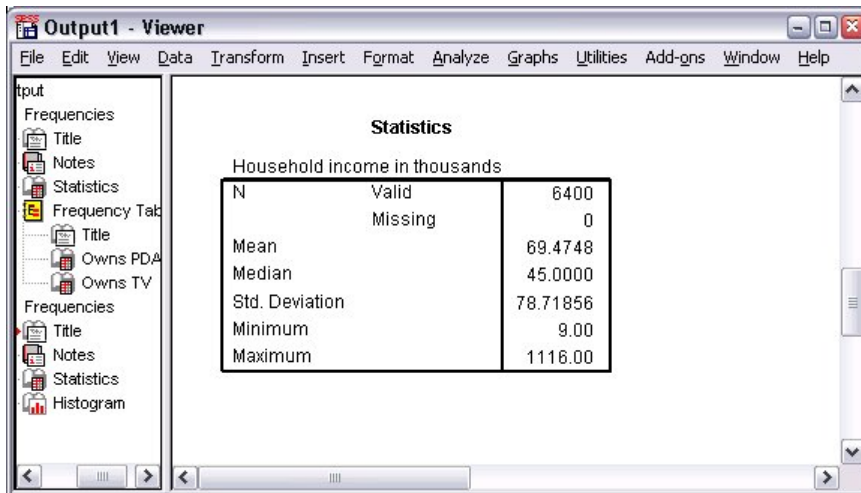 Output1 - Viewer
File Edit View Data Transform Insert Format Analyze Graphs Utilities Add-ons Window Help
tput
Frequencies
Title
Notes
Statistics
Frequency Tab
Title
Owns PDA
Owns TV
Frequencies
Title
Notes
Statistics
Histogram
Statistics
Household income in thousands
N Valid 6400
Missing 0
Mean 69.4748
Median 45.0000
Std. Deviation 78.71856
Minimum 9.00
Maximum 1116.00